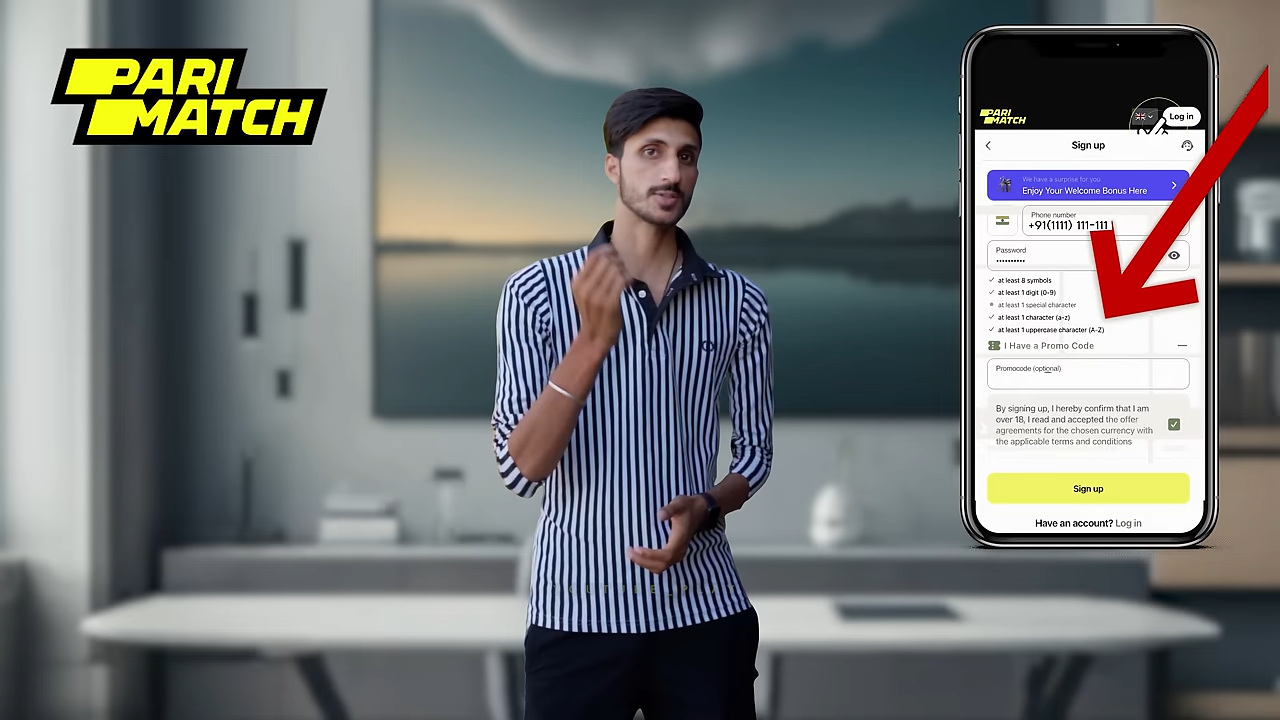 PARI
MATCH
PARI
MATCH
Log in
Sign up
We have a surprise for you
Enjoy Your Welcome Bonus Here
Phone number
+91(1111) 111-111
Password
at least 8 symbols
at least 1 digit (0-9)
at least 1 special character
at least 1 character (a-z)
at least 1 uppercase character (A-Z)
I Have a Promo Code
Promocode (optional)
By signing up, I hereby confirm that I am
over 18, I read and accepted the offer
agreements for the chosen currency with
the applicable terms and conditions
Sign up
Have an account? Log in